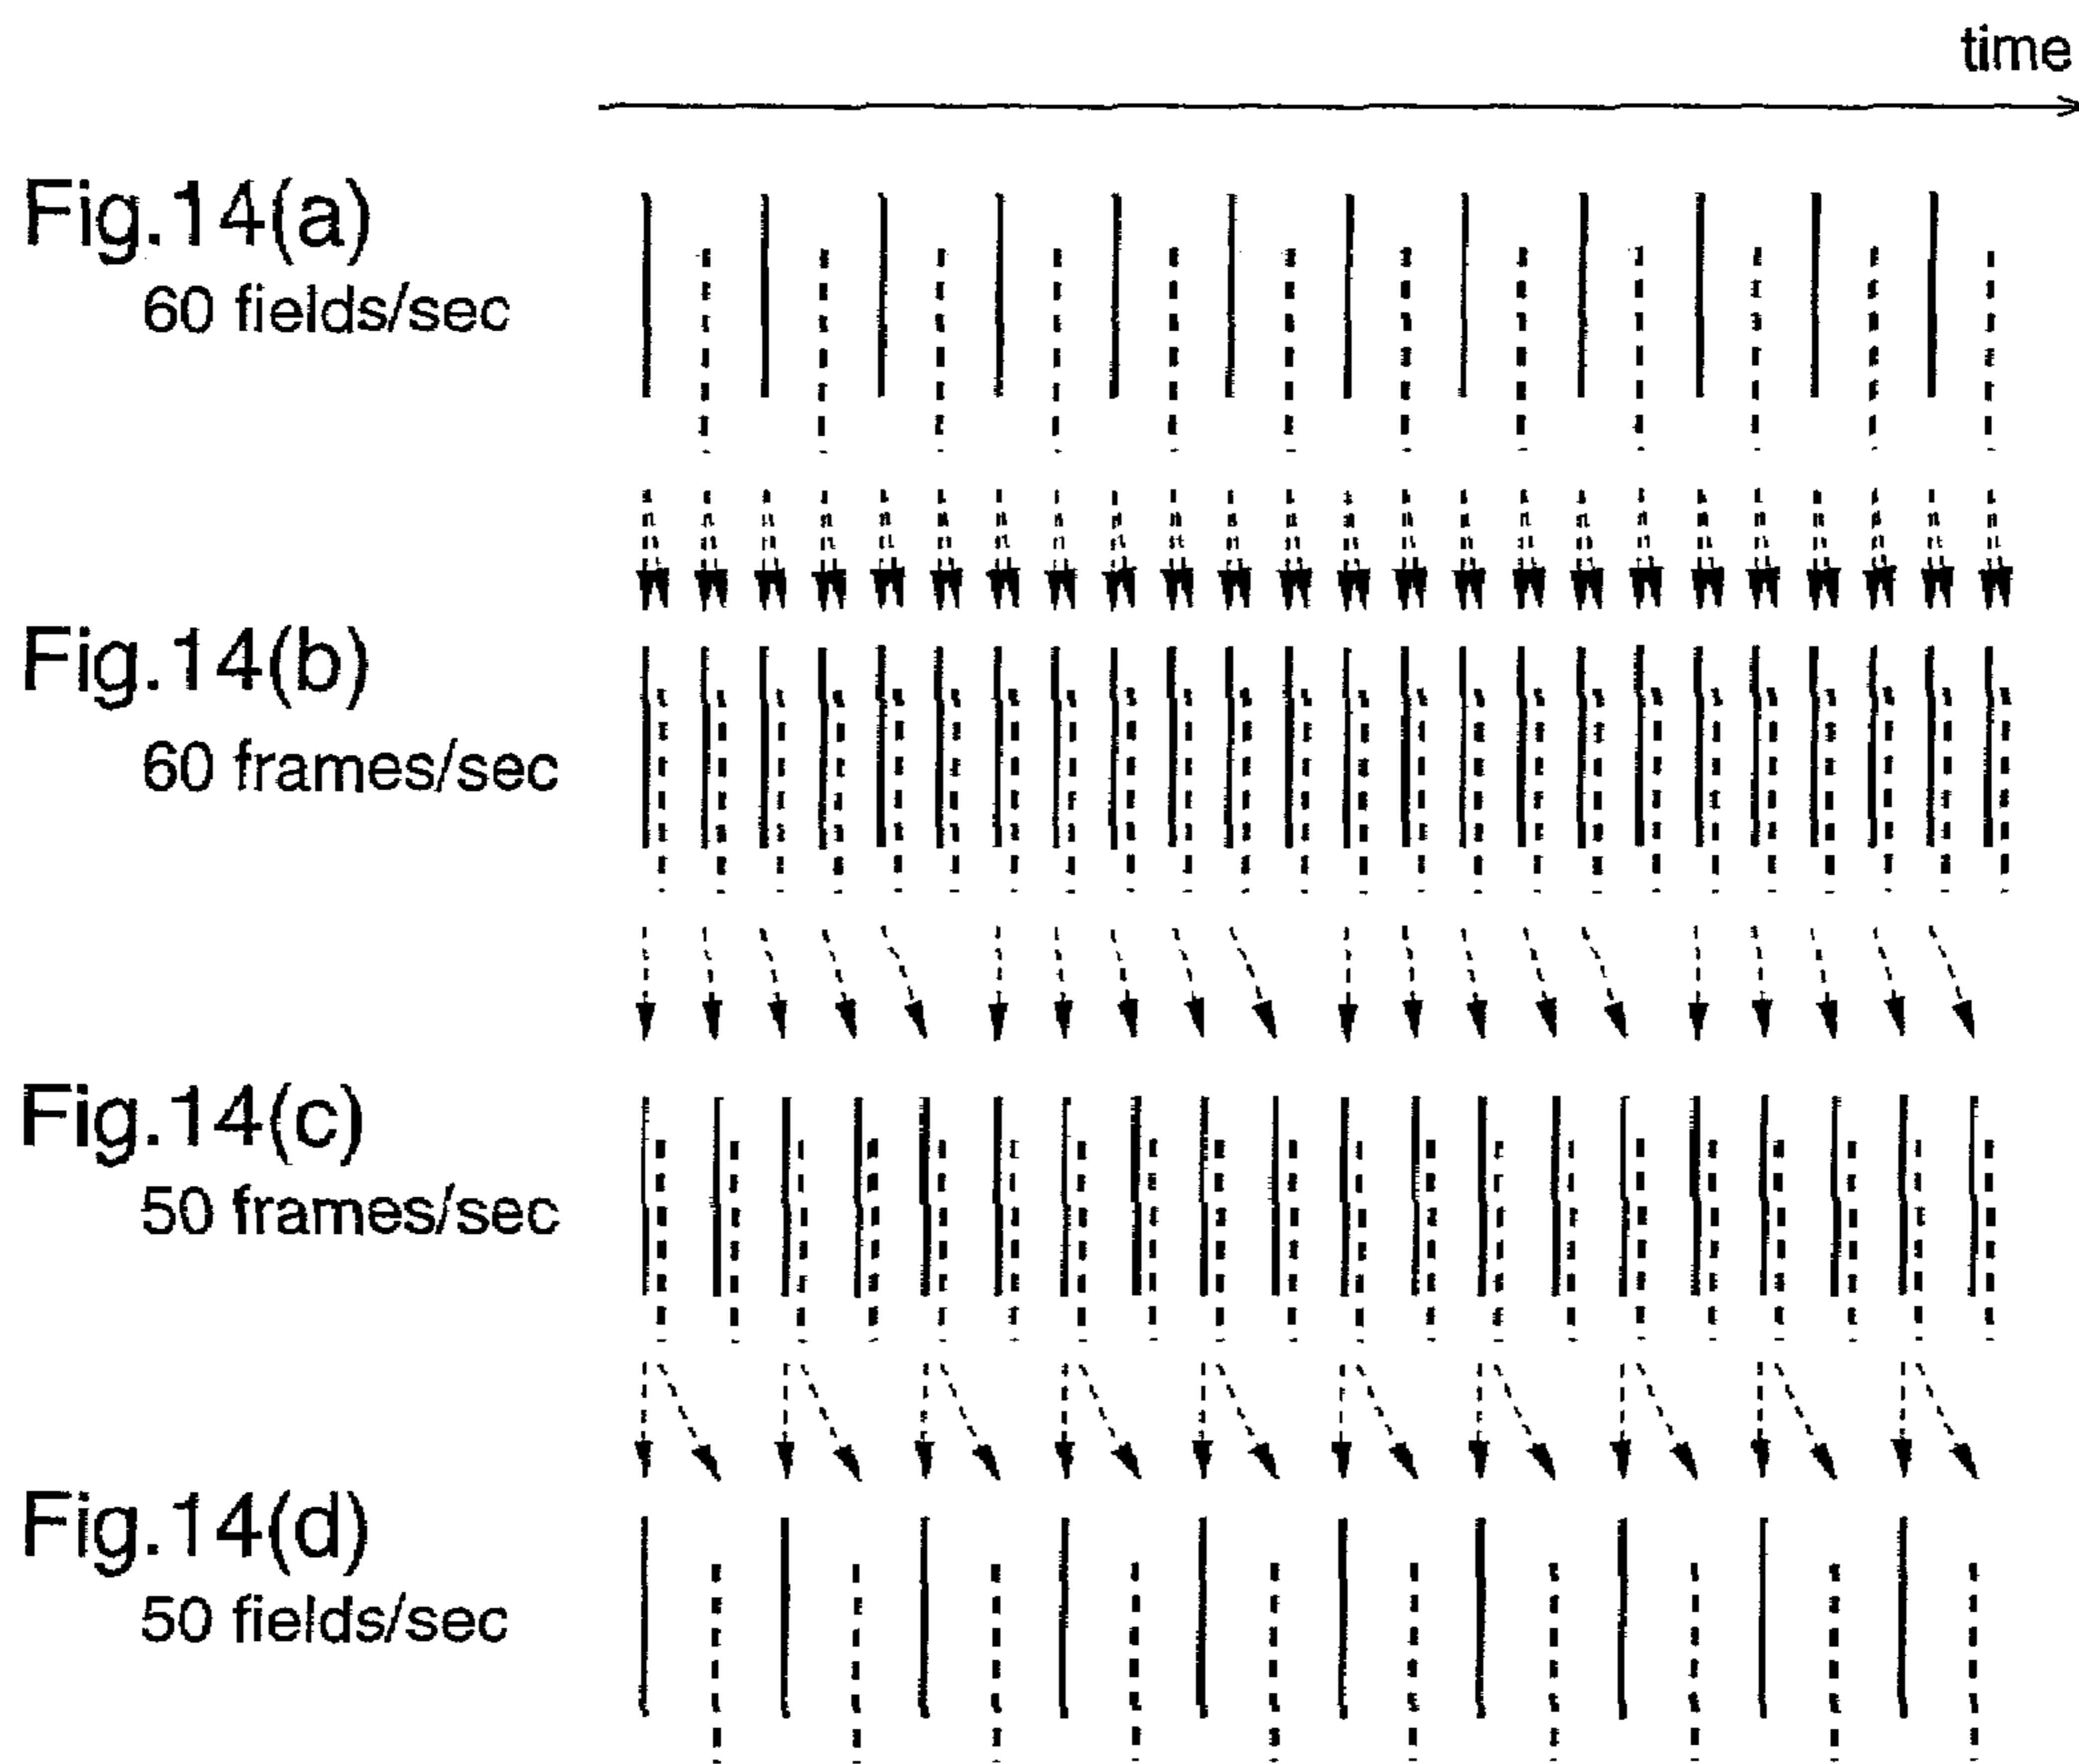 time
Fig.14(a)
60 fields/sec
Fig.14(b)
60 frames/sec
Fig.14(c)
50 frames/sec
Fig.14(d)
50 fields/sec